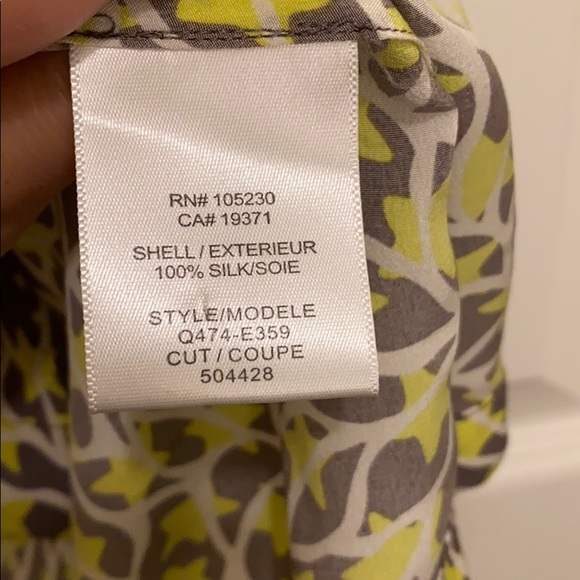 RN# 105230
CA# 19371
SHELL / EXTERIEUR
100% SILK/SOIE
STYLE/MODELE
Q474-E359
CUT / COUPE
504428